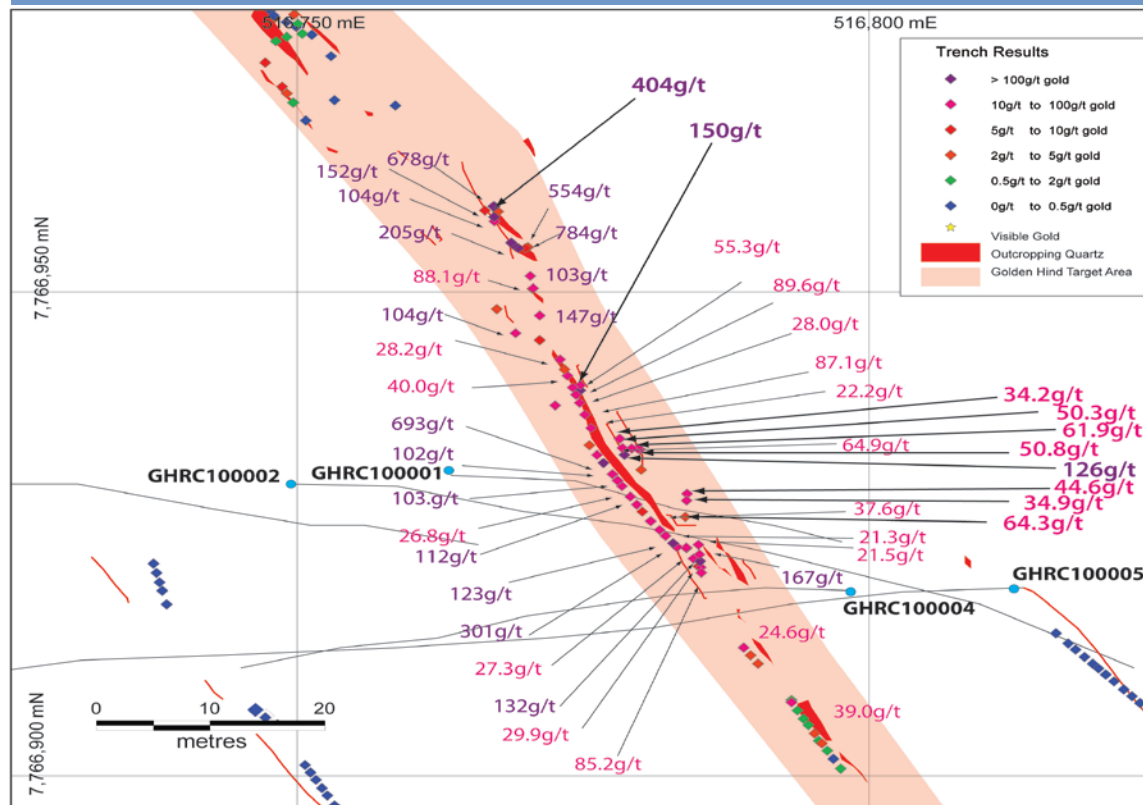 516,750 mE
516,800 mE
Trench Results
> 100g/t gold
10g/t to 100g/t gold
5g/t to 10g/t gold
2g/t to 5g/t gold
0.5g/t to 2g/t gold
0g/t to 0.5g/t gold
Visible Gold
Outcropping Quartz
Golden Hind Target Area
404g/t
150g/t
678g/t
152g/t
104g/t
554g/t
205g/t
784g/t
55.3g/t
7,766,950 mN
88.1g/t
103g/t
89.6g/t
104g/t
147g/t
28.0g/t
28.2g/t
87.1g/t
40.0g/t
22.2g/t
34.2g/t
50.3g/t
693g/t
61.9g/t
64.9g/t
50.8g/t
102g/t
126g/t
GHRC100002
GHRC100001
44.6g/t
103.g/t
34.9g/t
37.6g/t
64.3g/t
26.8g/t
21.3g/t
112g/t
21.5g/t
167g/t
GHRC100005
123g/t
GHRC100004
301g/t
24.6g/t
27.3g/t
132g/t
39.0g/t
29.9g/t
85.2g/t
7,766,900 mN
0 10 20
metres